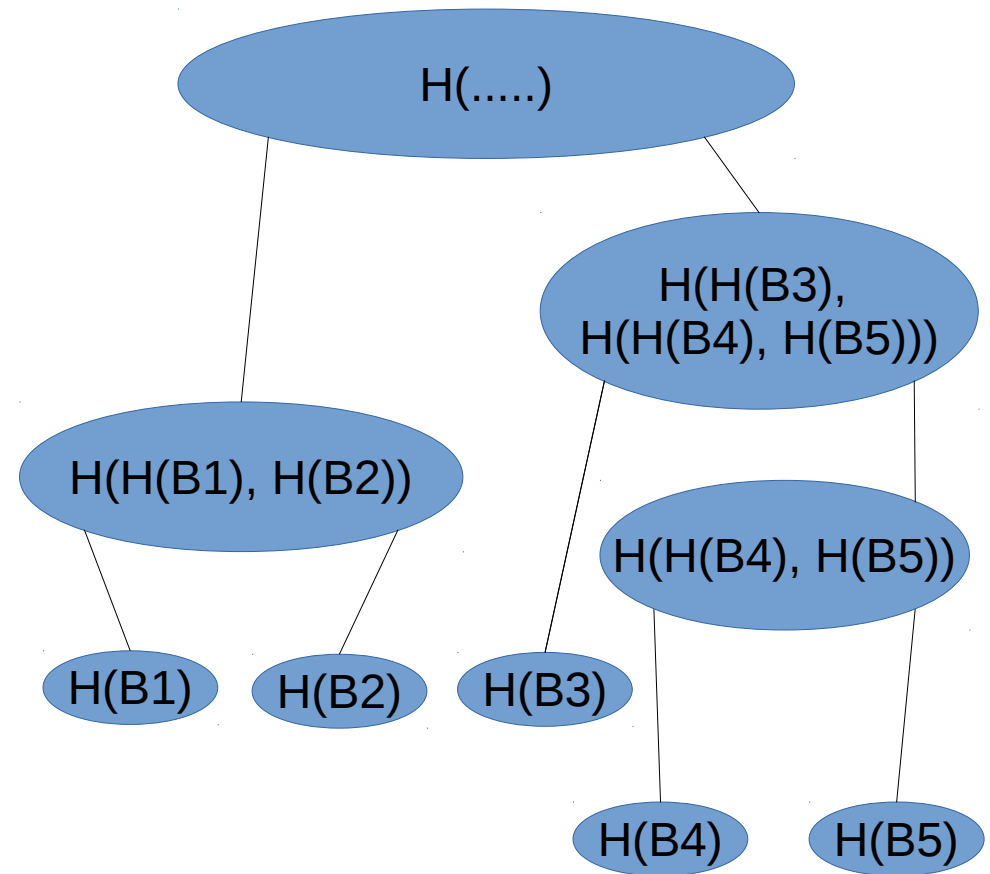 H(.....)
H(H(B3),
H(H(B4), H(B5)))
H(H(B1), H(B2))
H(H(B4), H(B5))
H(B1)
H(B2)
H(B3)
H(B4)
H(B5)